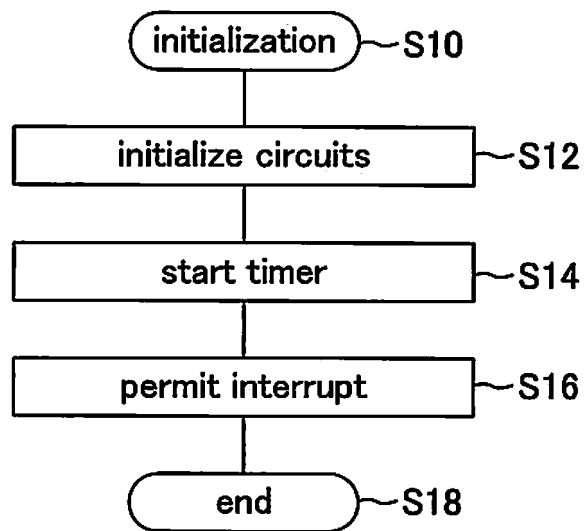 initialization S10
initialize circuits S12
start timer S14
permit interrupt S16
end S18